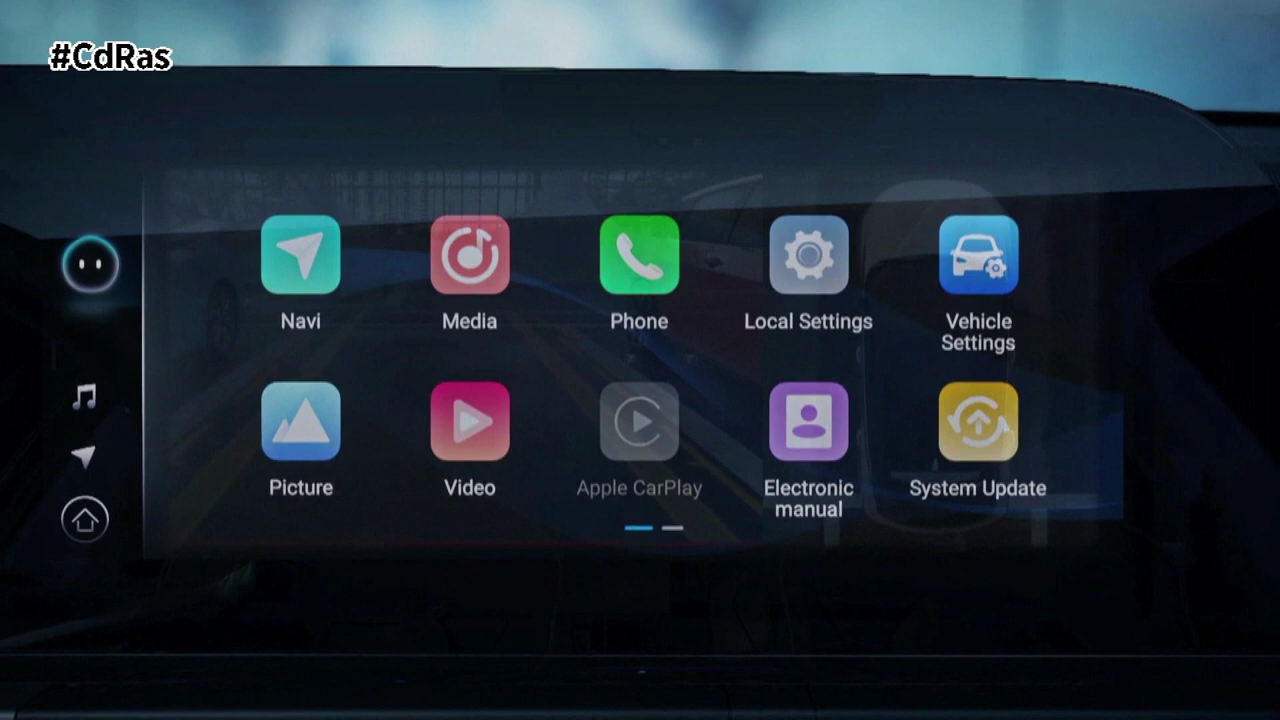 #CdRas
Navi
Media
Phone
Local Settings
Vehicle
Settings
Picture
Video
Apple CarPlay
Electronic
manual
System Update